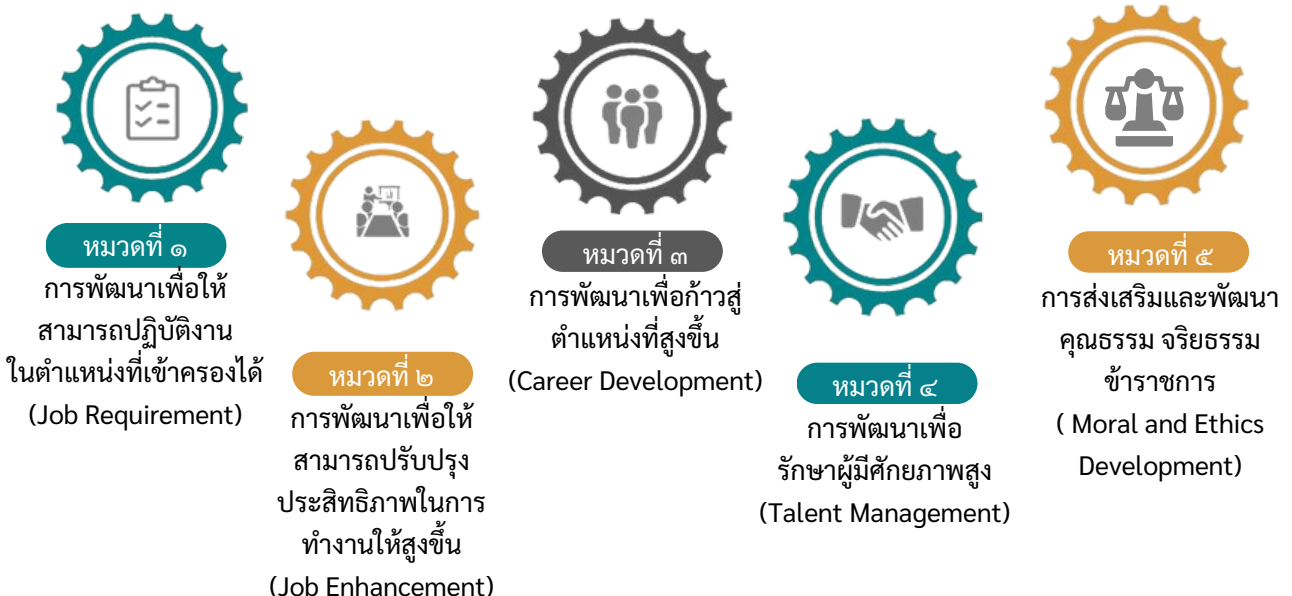 หมวดที่ ๑
การพัฒนาเพื่อให้
สามารถปฏิบัติงาน
ในตำแหน่งที่เข้าครองได้
(Job Requirement)
หมวดที่ ๒
การพัฒนาเพื่อให้
สามารถปรับปรุง
ประสิทธิภาพในการ
ทำงานให้สูงขึ้น
(Job Enhancement)
หมวดที่ ๓
การพัฒนาเพื่อก้าวสู่
ตำแหน่งที่สูงขึ้น
(Career Development)
หมวดที่ ๔
การพัฒนาเพื่อ
รักษาผู้มีศักยภาพสูง
(Talent Management)
หมวดที่ ๕
การส่งเสริมและพัฒนา
คุณธรรม จริยธรรม
ข้าราชการ
( Moral and Ethics
Development)